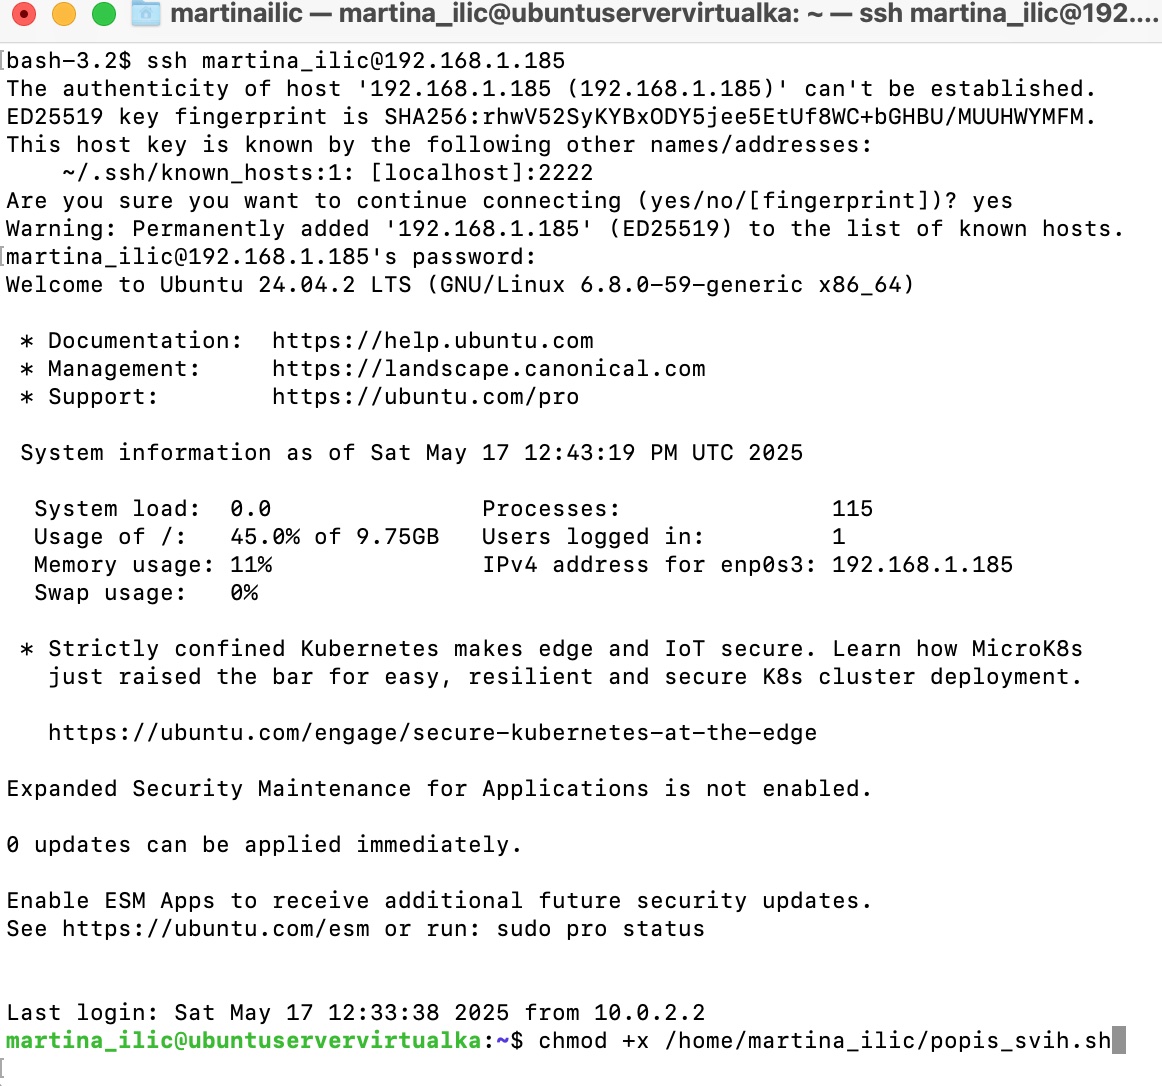 martinailic — martina_ilic@ubuntuservervirtualka: ~ — ssh martina_ilic@192....
[bash-3.2$ ssh martina_ilic@192.168.1.185
The authenticity of host '192.168.1.185 (192.168.1.185)' can't be established.
ED25519 key fingerprint is SHA256:rhwV52SyKYBxODY5jee5EtUf8WC+bGHBU/MUUHWYMFM.
This host key is known by the following other names/addresses:
    ~/.ssh/known_hosts:1: [localhost]:2222
Are you sure you want to continue connecting (yes/no/[fingerprint])? yes
Warning: Permanently added '192.168.1.185' (ED25519) to the list of known hosts.
[martina_ilic@192.168.1.185's password:
Welcome to Ubuntu 24.04.2 LTS (GNU/Linux 6.8.0-59-generic x86_64)

 * Documentation:  https://help.ubuntu.com
 * Management:     https://landscape.canonical.com
 * Support:        https://ubuntu.com/pro

 System information as of Sat May 17 12:43:19 PM UTC 2025

  System load:  0.0               Processes:               115
  Usage of /:   45.0% of 9.75GB   Users logged in:         1
  Memory usage: 11%               IPv4 address for enp0s3: 192.168.1.185
  Swap usage:   0%

 * Strictly confined Kubernetes makes edge and IoT secure. Learn how MicroK8s
   just raised the bar for easy, resilient and secure K8s cluster deployment.

   https://ubuntu.com/engage/secure-kubernetes-at-the-edge

Expanded Security Maintenance for Applications is not enabled.

0 updates can be applied immediately.

Enable ESM Apps to receive additional future security updates.
See https://ubuntu.com/esm or run: sudo pro status


Last login: Sat May 17 12:33:38 2025 from 10.0.2.2
martina_ilic@ubuntuservervirtualka:~$ chmod +x /home/martina_ilic/popis_svih.sh
[